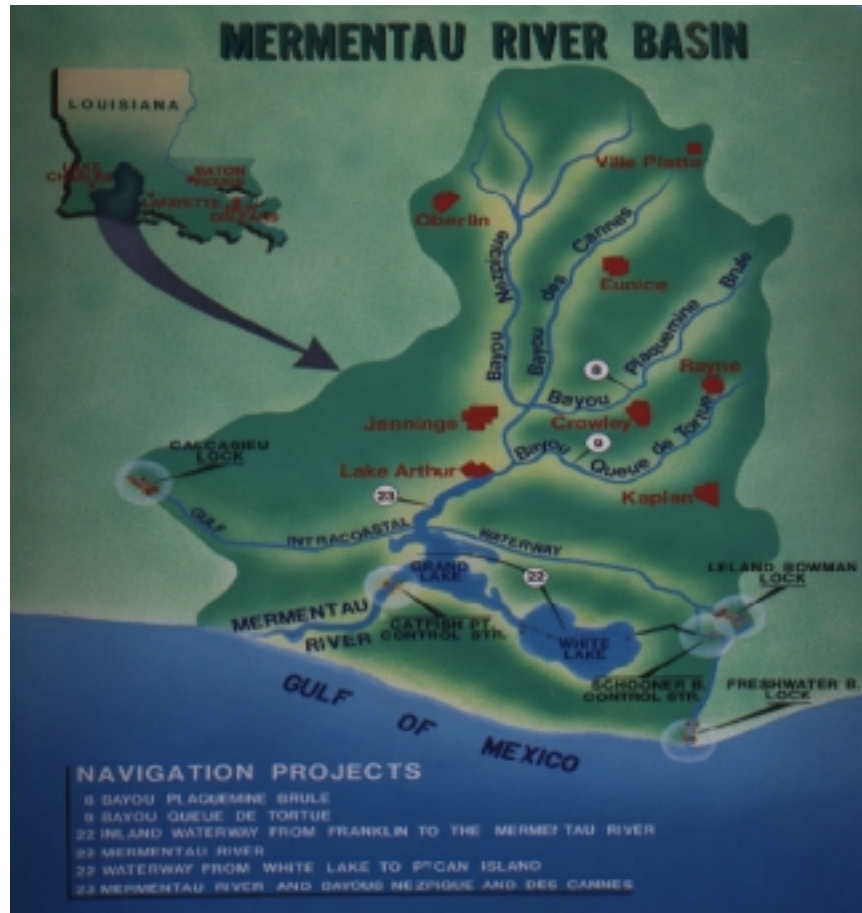 MERMENTAU RIVER BASIN
LOUISIANA
LAKE
CHARLES
BATON
ROUGE
LAFAYETTE
ORLEANS
Ville Platte
Oberlin
Bayou Nezpique
Bayou des Cannes
Eunice
Bayou Plaquemine Brule
8
Rayne
Jennings
Crowley
Bayou Queue de Tortue
9
CALCASIEU
LOCK
Lake Arthur
Kaplan
23
GULF INTRACOASTAL WATERWAY
GRAND
LAKE
22
LELAND BOWMAN
LOCK
MERMENTAU
RIVER
CATFISH PT.
CONTROL STR.
WHITE
LAKE
SCHOONER B.
CONTROL STR.
FRESHWATER B.
LOCK
GULF OF MEXICO
NAVIGATION PROJECTS
8 BAYOU PLAQUEMINE BRULE
9 BAYOU QUEUE DE TORTUE
22 INLAND WATERWAY FROM FRANKLIN TO THE MERMENTAU RIVER
23 MERMENTAU RIVER
22 WATERWAY FROM WHITE LAKE TO ISLAND
23 MERMENTAU RIVER AND BAYOUS NEZPIQUE AND DES CANNES